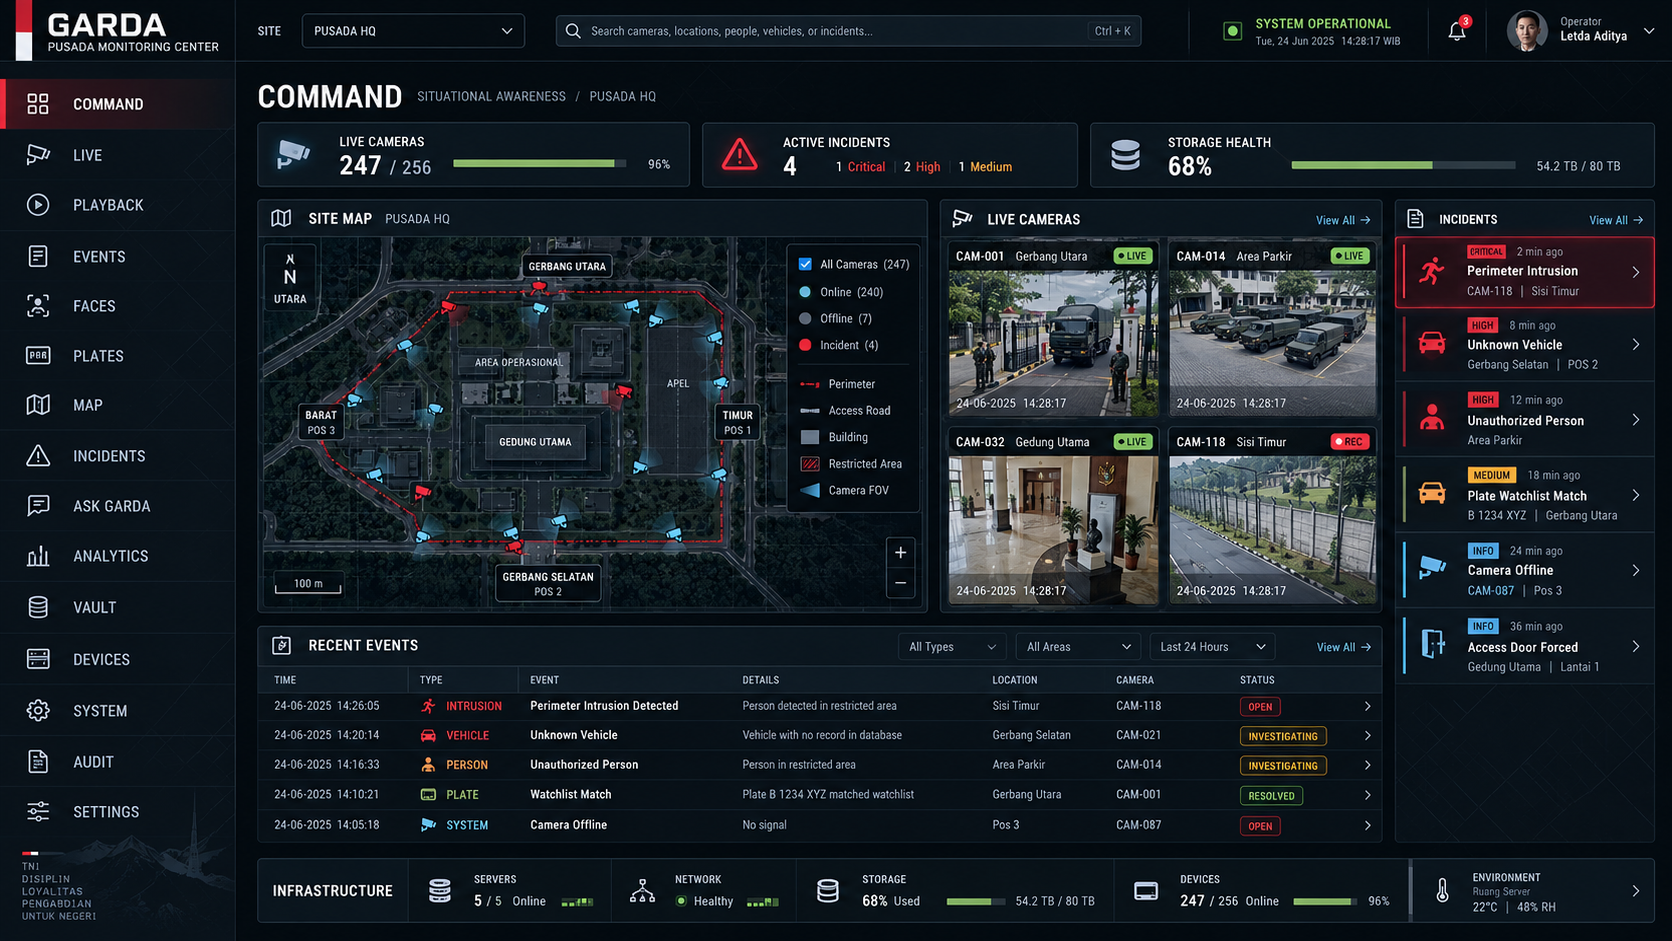 GARDA
PUSADA MONITORING CENTER
SITE
PUSADA HQ
Search cameras, locations, people, vehicles, or incidents...
Ctrl + K
SYSTEM OPERATIONAL
Tue, 24 Jun 2025 14:28:17 WIB
3
Operator
Letda Aditya
COMMAND
LIVE
PLAYBACK
EVENTS
FACES
PLATES
MAP
INCIDENTS
ASK GARDA
ANALYTICS
VAULT
DEVICES
SYSTEM
AUDIT
SETTINGS
TNI
DISIPLIN
LOYALITAS
PENGABDIAN
UNTUK NEGERI
COMMAND SITUATIONAL AWARENESS / PUSADA HQ
LIVE CAMERAS
247 / 256
96%
ACTIVE INCIDENTS
4 1 Critical 2 High 1 Medium
STORAGE HEALTH
68%
54.2 TB / 80 TB
SITE MAP PUSADA HQ
N
UTARA
GERBANG UTARA
AREA OPERASIONAL
APEL
BARAT
POS 3
TIMUR
POS 1
GEDUNG UTAMA
GERBANG SELATAN
POS 2
100 m
All Cameras (247)
Online (240)
Offline (7)
Incident (4)
Perimeter
Access Road
Building
Restricted Area
Camera FOV
+
−
LIVE CAMERAS
View All →
CAM-001 Gerbang Utara LIVE
24-06-2025 14:28:17
CAM-014 Area Parkir LIVE
24-06-2025 14:28:17
CAM-032 Gedung Utama LIVE
24-06-2025 14:28:17
CAM-118 Sisi Timur REC
24-06-2025 14:28:17
INCIDENTS
View All →
CRITICAL 2 min ago
Perimeter Intrusion
CAM-118 | Sisi Timur
HIGH 8 min ago
Unknown Vehicle
Gerbang Selatan | POS 2
HIGH 12 min ago
Unauthorized Person
Area Parkir
MEDIUM 18 min ago
Plate Watchlist Match
B 1234 XYZ | Gerbang Utara
INFO 24 min ago
Camera Offline
CAM-087 | Pos 3
INFO 36 min ago
Access Door Forced
Gedung Utama | Lantai 1
RECENT EVENTS
All Types
All Areas
Last 24 Hours
View All →
TIME TYPE EVENT DETAILS LOCATION CAMERA STATUS
24-06-2025 14:26:05 INTRUSION Perimeter Intrusion Detected Person detected in restricted area Sisi Timur CAM-118 OPEN
24-06-2025 14:20:14 VEHICLE Unknown Vehicle Vehicle with no record in database Gerbang Selatan CAM-021 INVESTIGATING
24-06-2025 14:16:33 PERSON Unauthorized Person Person in restricted area Area Parkir CAM-014 INVESTIGATING
24-06-2025 14:10:21 PLATE Watchlist Match Plate B 1234 XYZ matched watchlist Gerbang Utara CAM-001 RESOLVED
24-06-2025 14:05:18 SYSTEM Camera Offline No signal Pos 3 CAM-087 OPEN
INFRASTRUCTURE
SERVERS
5 / 5 Online
NETWORK
Healthy
STORAGE
68% Used
54.2 TB / 80 TB
DEVICES
247 / 256 Online
96%
ENVIRONMENT
Ruang Server
22°C | 48% RH